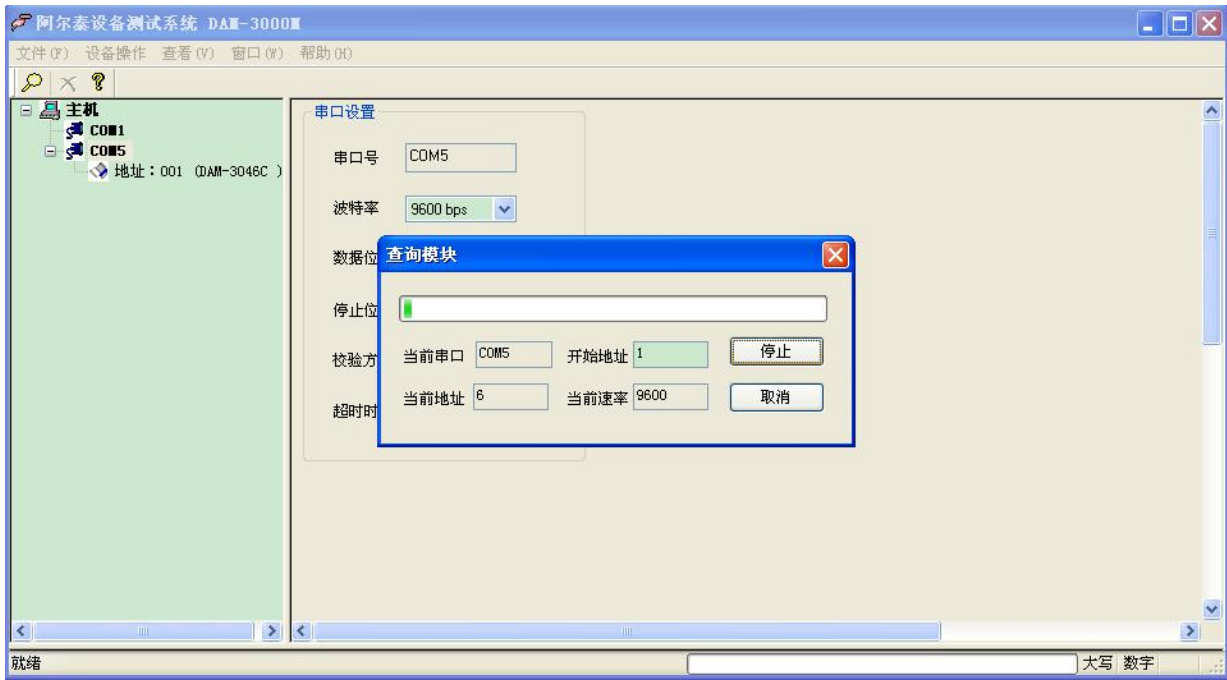 阿尔泰设备测试系统 DAM-3000M
文件(F) 设备操作 查看(V) 窗口(W) 帮助(H)
主机
COM1
COM5
地址：001 (DAM-3046C )
串口设置
串口号 COM5
波特率 9600 bps
数据位
停止位
校验方
超时时
查询模块
当前串口 COM5 开始地址 1 停止
当前地址 6 当前速率 9600 取消
就绪 大写 数字